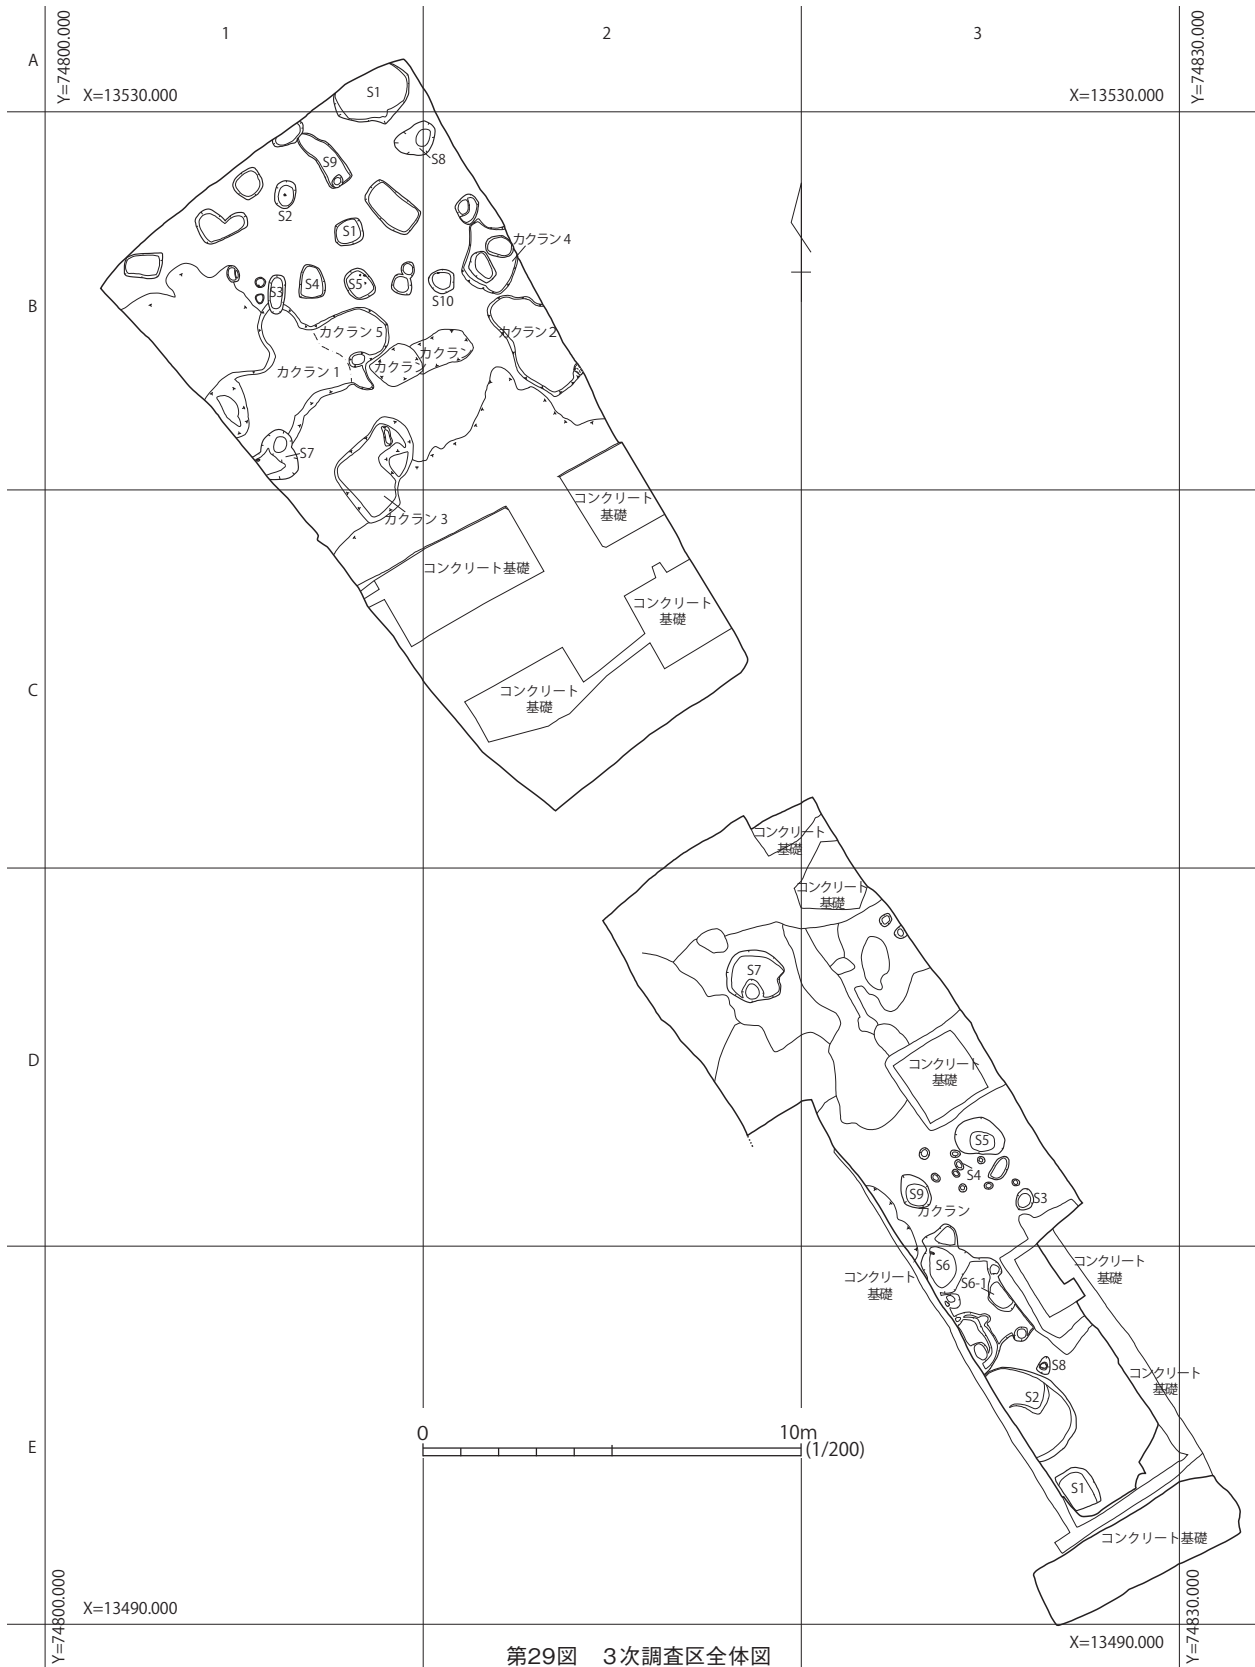 1
2
3
A
Y=74800.000
X=13530.000
X=13530.000
Y=74830.000
S1
S8
S9
S2
S1
カクラン 4
B
S3
S4
S5
S10
カクラン 5
カクラン 2
カクラン
カクラン
カクラン 1
S7
コンクリート
基礎
カクラン 3
コンクリート基礎
コンクリート
基礎
C
コンクリート
基礎
コンクリート
基礎
コンクリート
基礎
S7
D
コンクリート
基礎
S5
S4
S9
S3
カクラン
S6
コンクリート
基礎
コンクリート
基礎
S6-1
S8
コンクリート
基礎
S2
0
10m
(1/200)
E
S1
コンクリート基礎
Y=74800.000
X=13490.000
Y=74830.000
X=13490.000
第29図 3次調査区全体図